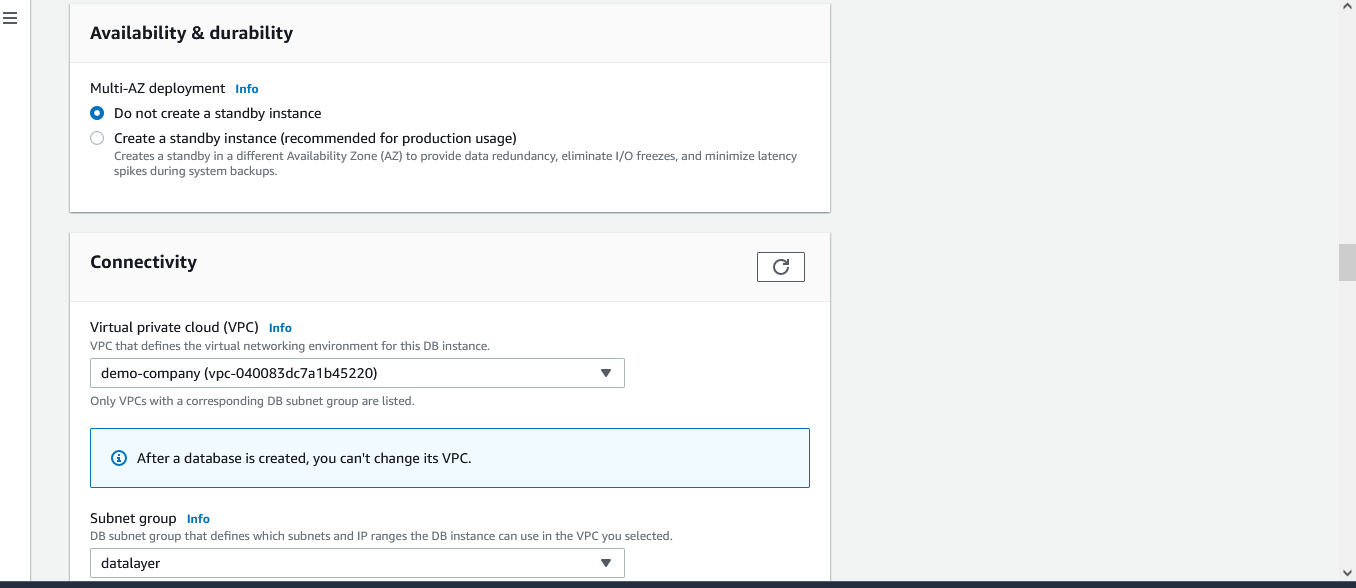 Availability & durability
Multi-AZ deployment Info
Do not create a standby instance
Create a standby instance (recommended for production usage)
Creates a standby in a different Availability Zone (AZ) to provide data redundancy, eliminate I/O freezes, and minimize latency
spikes during system backups.
Connectivity
Virtual private cloud (VPC) Info
VPC that defines the virtual networking environment for this DB instance.
demo-company (vpc-040083dc7a1b45220)
Only VPCs with a corresponding DB subnet group are listed.
After a database is created, you can't change its VPC.
Subnet group Info
DB subnet group that defines which subnets and IP ranges the DB instance can use in the VPC you selected.
datalayer